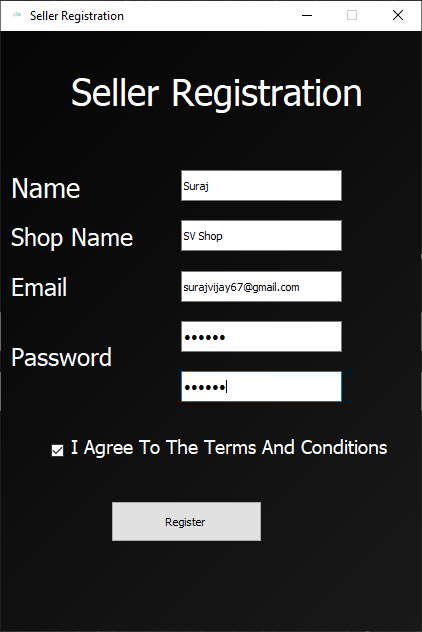 Seller Registration
Seller Registration
Name
Suraj
Shop Name
SV Shop
Email
surajvijay67@gmail.com
••••••
Password
••••••
I Agree To The Terms And Conditions
Register